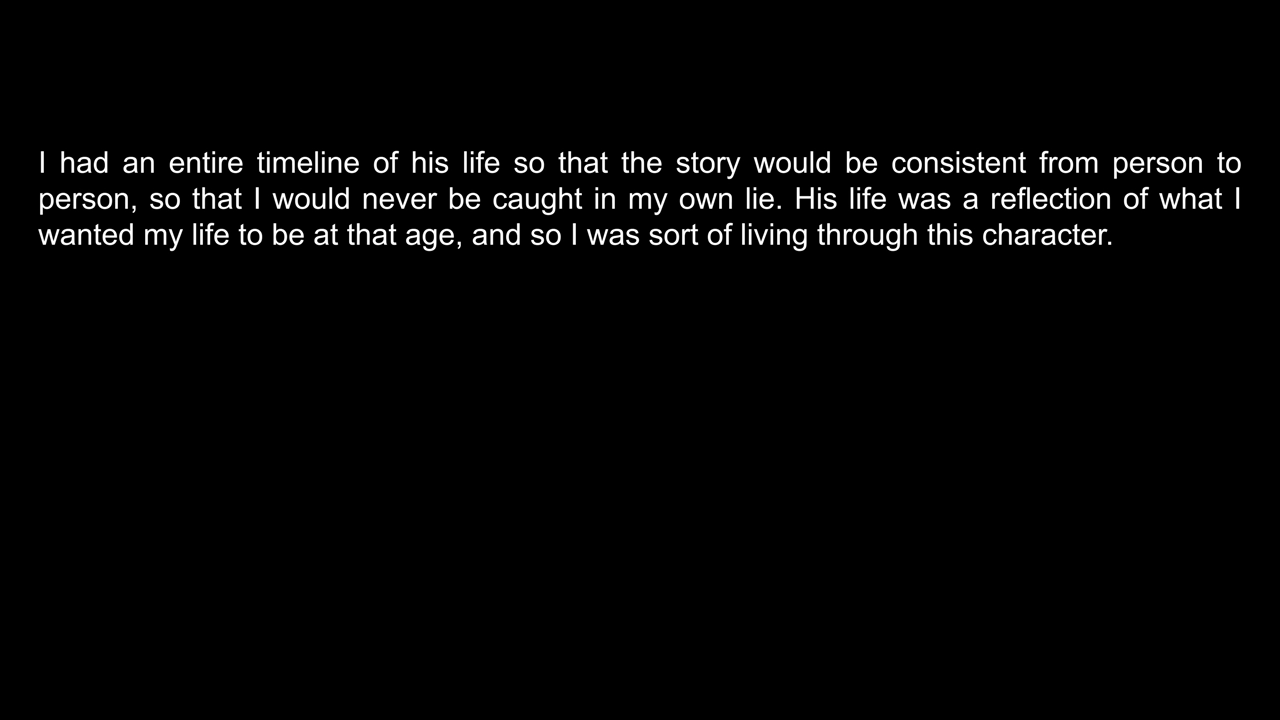 I had an entire timeline of his life so that the story would be consistent from person to
person, so that I would never be caught in my own lie. His life was a reflection of what I
wanted my life to be at that age, and so I was sort of living through this character.